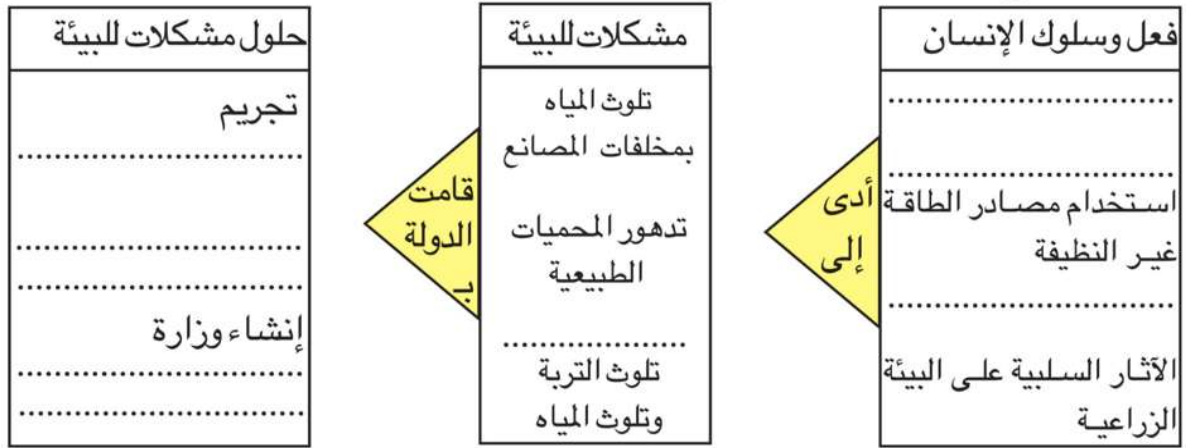 فعل وسلوك الإنسان
..............................
..............................
استخدام مصادر الطاقة
غير النظيفة
..............................
الآثار السلبية على البيئة
الزراعية
أدى
إلى
مشكلات للبيئة
تلوث المياه
بمخلفات المصانع
تدهور المحميات
الطبيعية
....................
تلوث التربة
وتلوث المياه
قامت
الدولة
بـ
حلول مشكلات للبيئة
تجريم
..............................
..............................
..............................
إنشاء وزارة
..............................
..............................